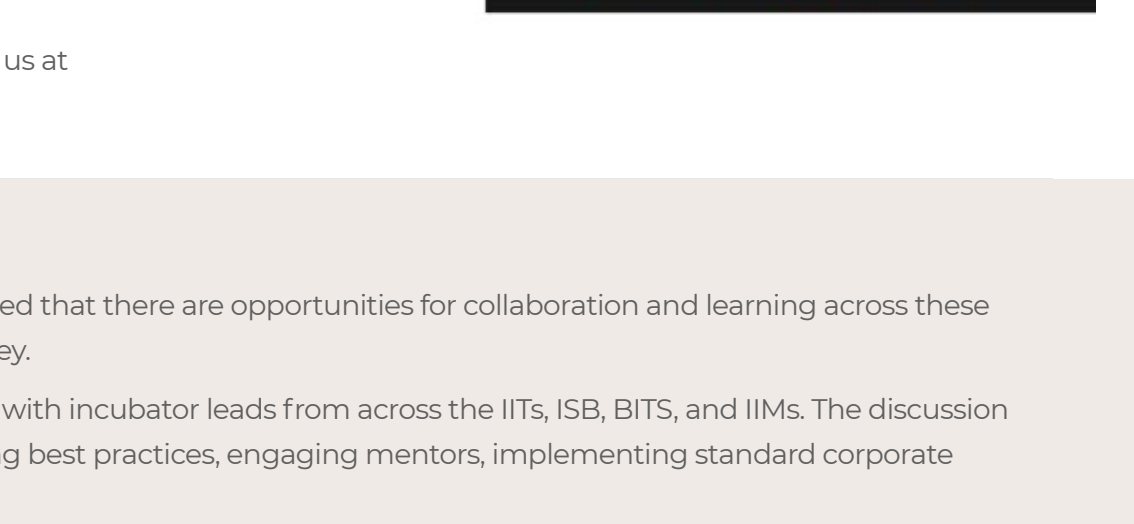 us at
ed that there are opportunities for collaboration and learning across these
ey.
with incubator leads from across the IITs, ISB, BITS, and IIMs. The discussion
ng best practices, engaging mentors, implementing standard corporate